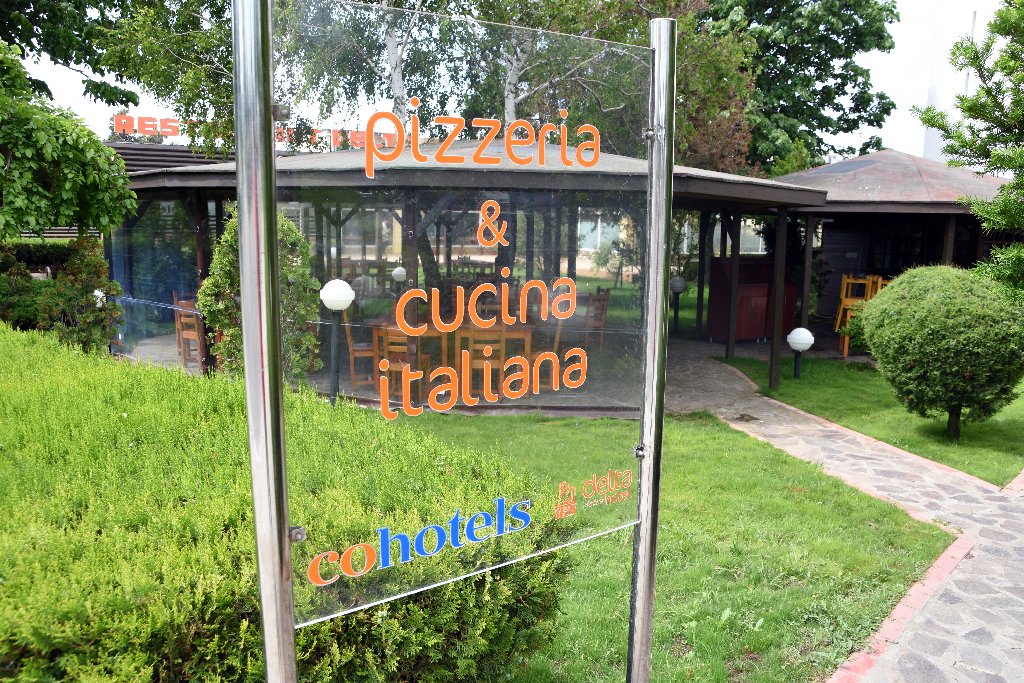 pizzeria
&
cucina
italiana
cohotels
delta